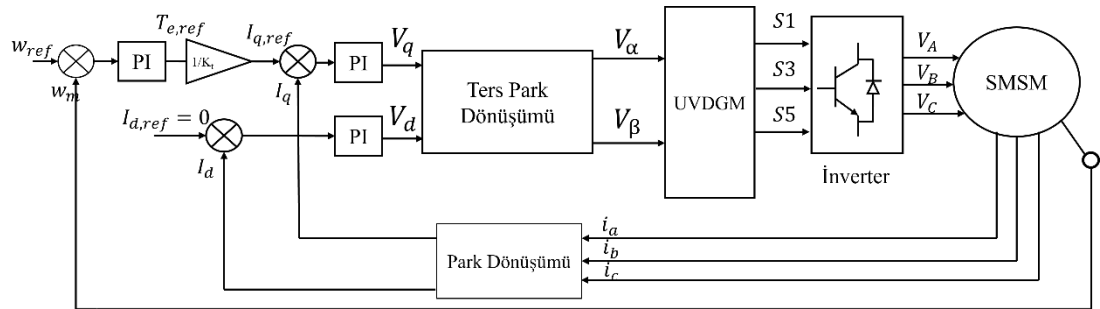 w_ref
w_m
PI
T_e,ref
1/K_t
I_q,ref
I_q
PI
V_q
I_d,ref = 0
I_d
PI
V_d
Ters Park
Dönüşümü
V_α
V_β
UVDGM
S1
S3
S5
İnverter
V_A
V_B
V_C
SMSM
Park Dönüşümü
i_a
i_b
i_c